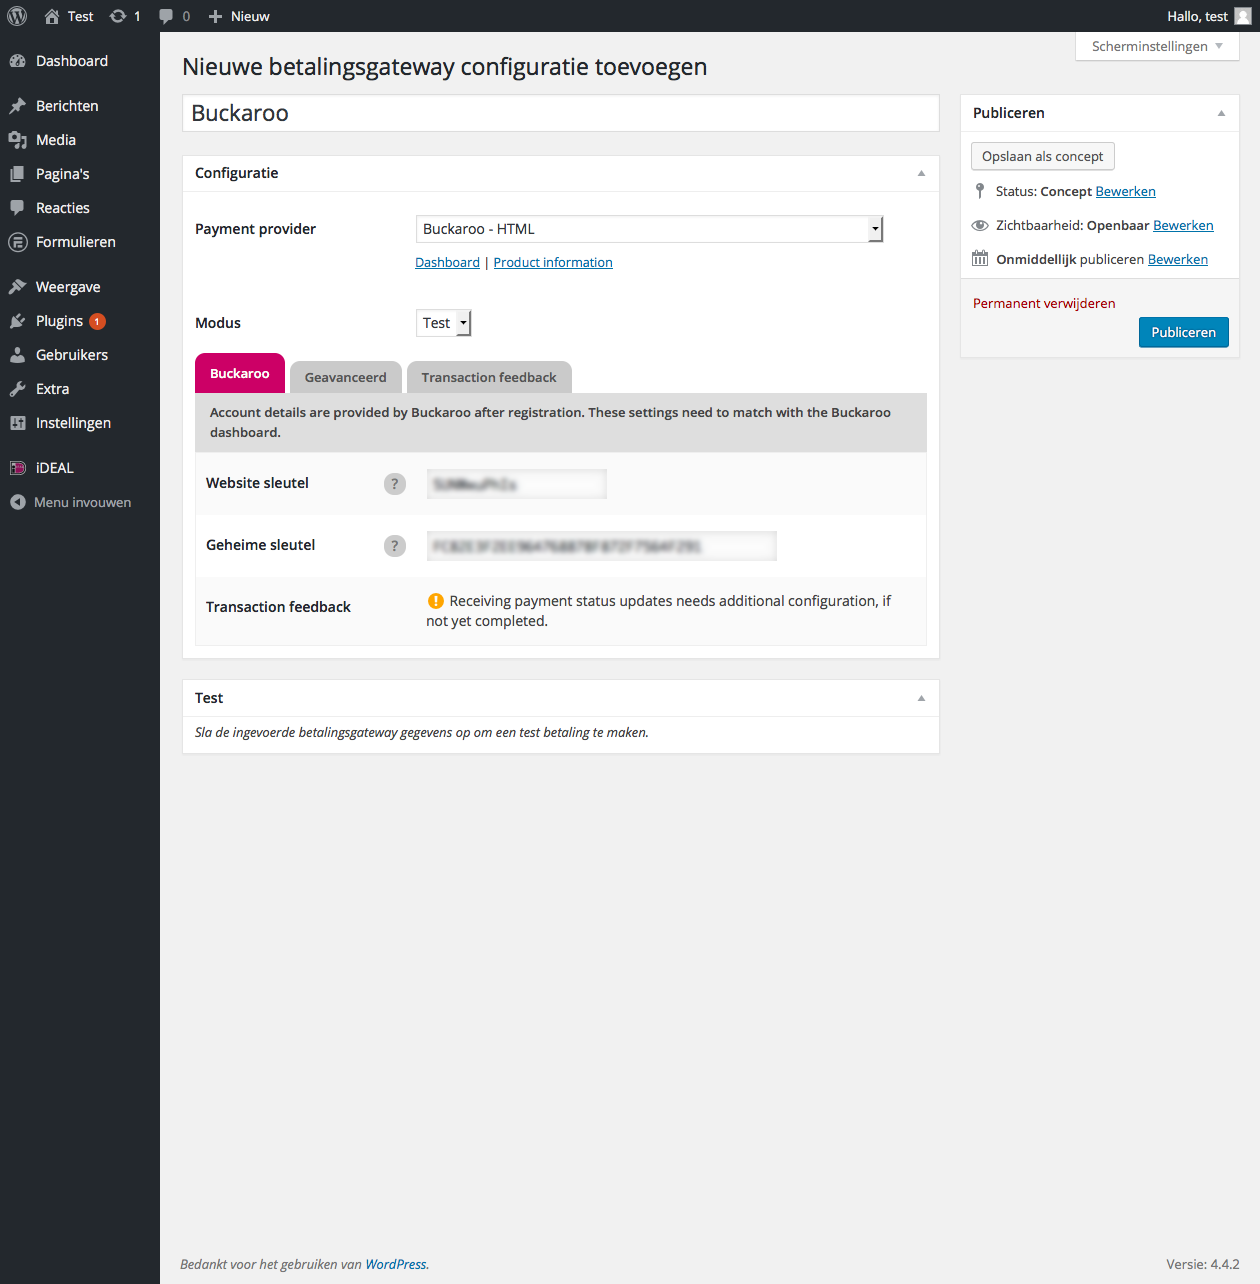 Test
1
0
Nieuw
Hallo, test
Scherminstellingen
Dashboard
Berichten
Media
Pagina's
Reacties
Formulieren
Weergave
Plugins 1
Gebruikers
Extra
Instellingen
iDEAL
Menu invouwen
Nieuwe betalingsgateway configuratie toevoegen
Buckaroo
Configuratie
Payment provider
Buckaroo - HTML
Dashboard | Product information
Modus
Test
Buckaroo
Geavanceerd
Transaction feedback
Account details are provided by Buckaroo after registration. These settings need to match with the Buckaroo
dashboard.
Website sleutel
?
Geheime sleutel
?
Transaction feedback
Receiving payment status updates needs additional configuration, if
not yet completed.
Test
Sla de ingevoerde betalingsgateway gegevens op om een test betaling te maken.
Publiceren
Opslaan als concept
Status: Concept Bewerken
Zichtbaarheid: Openbaar Bewerken
Onmiddellijk publiceren Bewerken
Permanent verwijderen
Publiceren
Bedankt voor het gebruiken van WordPress.
Versie: 4.4.2